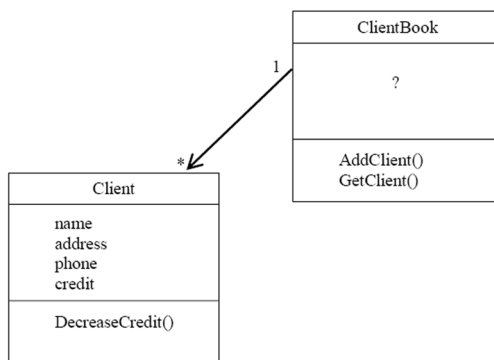 ClientBook
1
?
AddClient()
GetClient()
*
Client
name
address
phone
credit
DecreaseCredit()